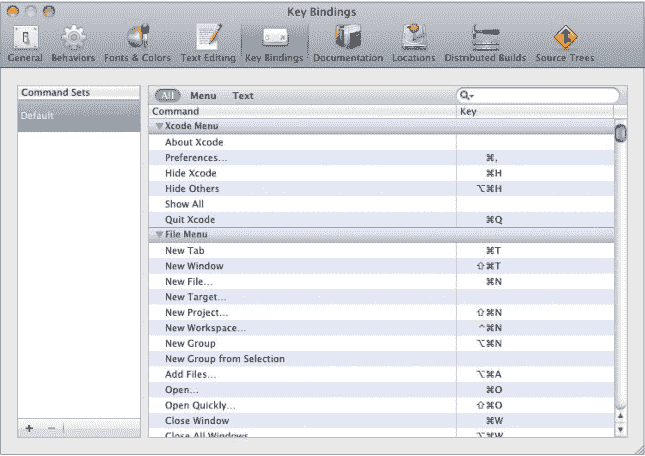 Key Bindings
General Behaviors Fonts & Colors Text Editing Key Bindings Documentation Locations Distributed Builds Source Trees
Command Sets
Default
All Menu Text
Command Key
Xcode Menu
About Xcode
Preferences... ⌘,
Hide Xcode ⌘H
Hide Others ⌥⌘H
Show All
Quit Xcode ⌘Q
File Menu
New Tab ⌘T
New Window ⇧⌘T
New File... ⌘N
New Target...
New Project... ⇧⌘N
New Workspace... ^⌘N
New Group ⌥⌘N
New Group from Selection
Add Files... ⌥⌘A
Open... ⌘O
Open Quickly... ⇧⌘O
Close Window ⌘W
Close All Windows ⌥⌘W